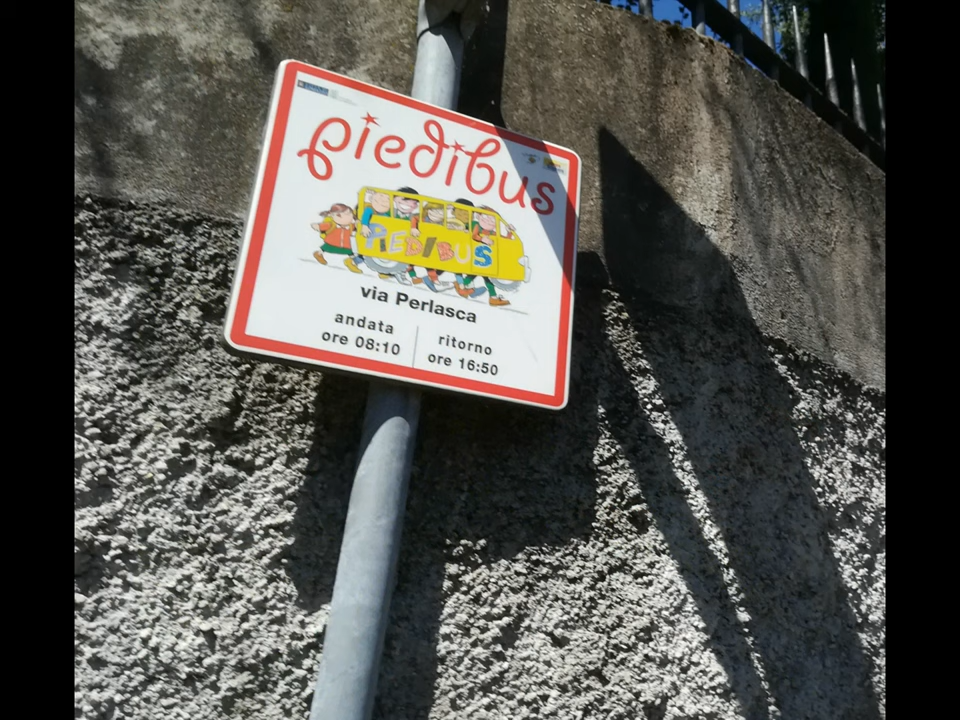 piedibus
PIEDIBUS
via Perlasca
andata
ore 08:10
ritorno
ore 16:50